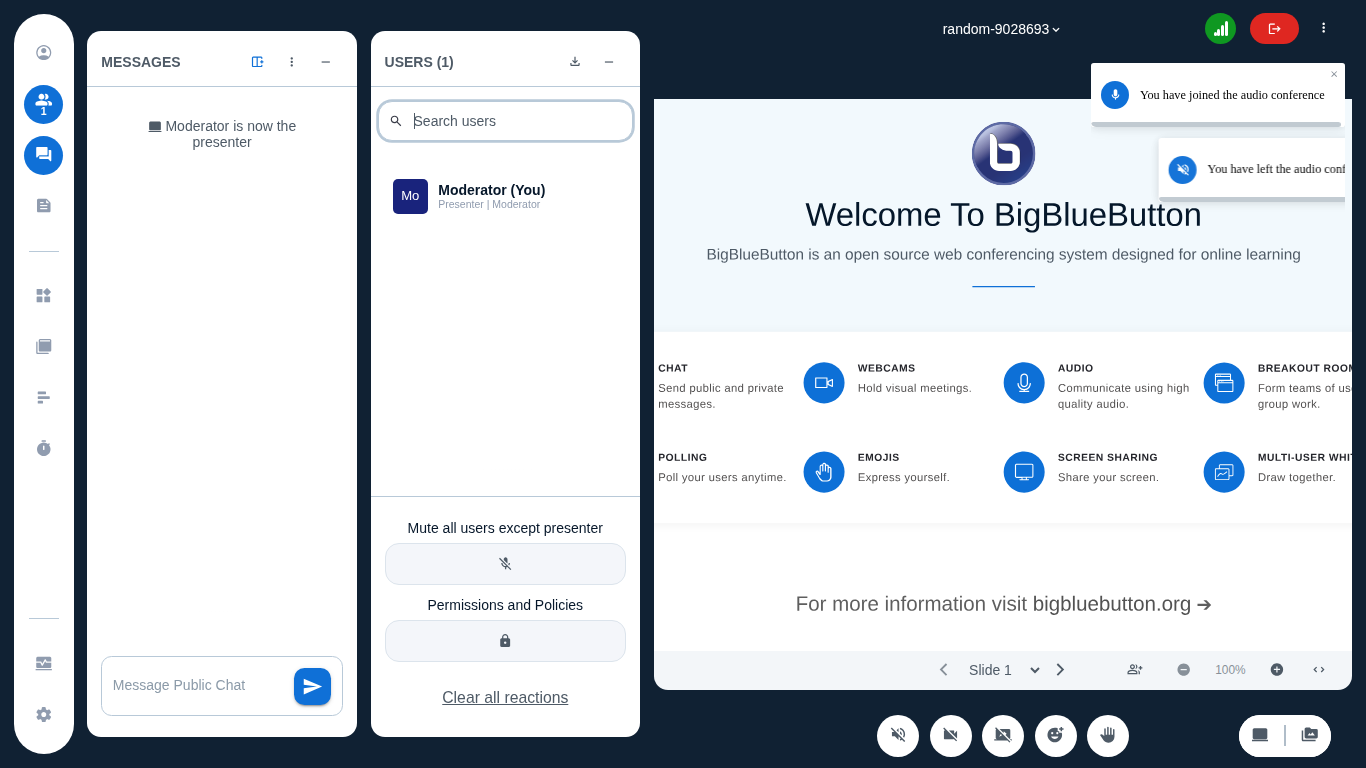 random-9028693
1
MESSAGES
Moderator is now the
presenter
Message Public Chat
USERS (1)
Search users
Mo
Moderator (You)
Presenter | Moderator
Mute all users except presenter
Permissions and Policies
Clear all reactions
You have joined the audio conference
You have left the audio conf
Welcome To BigBlueButton
BigBlueButton is an open source web conferencing system designed for online learning
CHAT
Send public and private
messages.
WEBCAMS
Hold visual meetings.
AUDIO
Communicate using high
quality audio.
BREAKOUT ROOM
Form teams of us
group work.
POLLING
Poll your users anytime.
EMOJIS
Express yourself.
SCREEN SHARING
Share your screen.
MULTI-USER WHI
Draw together.
For more information visit bigbluebutton.org ➔
Slide 1
100%